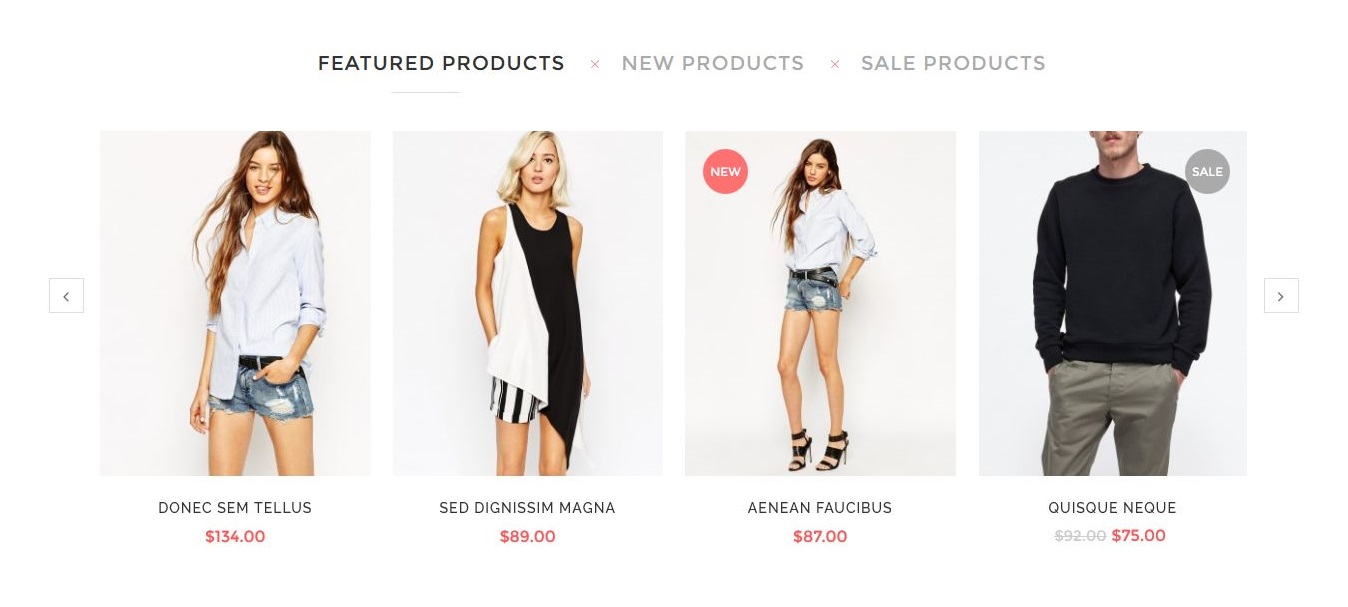 FEATURED PRODUCTS × NEW PRODUCTS × SALE PRODUCTS
NEW
SALE
DONEC SEM TELLUS
$134.00
SED DIGNISSIM MAGNA
$89.00
AENEAN FAUCIBUS
$87.00
QUISQUE NEQUE
$92.00 $75.00